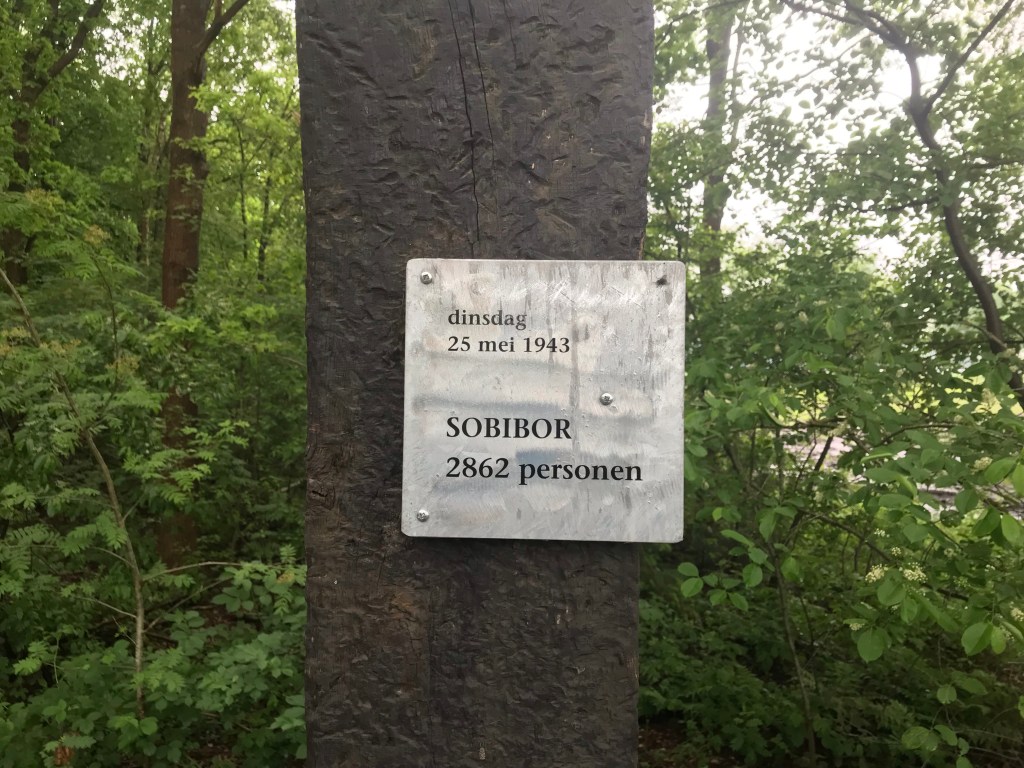 dinsdag
25 mei 1943
SOBIBOR
2862 personen